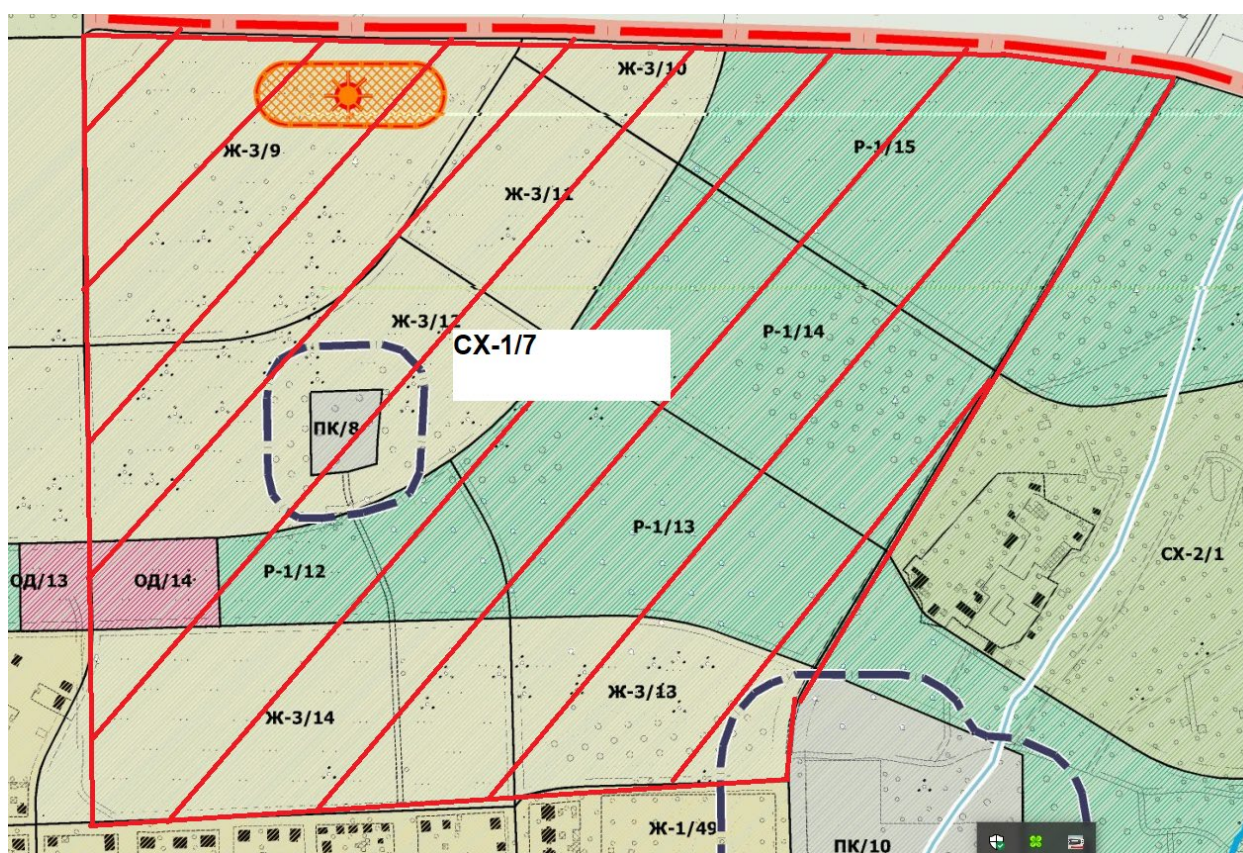 Ж-3/10
Ж-3/9
Р-1/15
Ж-3/11
Ж-3/12
СХ-1/7
Р-1/14
ПК/8
Р-1/13
СХ-2/1
ОД/13
ОД/14
Р-1/12
Ж-3/13
Ж-3/14
Ж-1/49
ПК/10